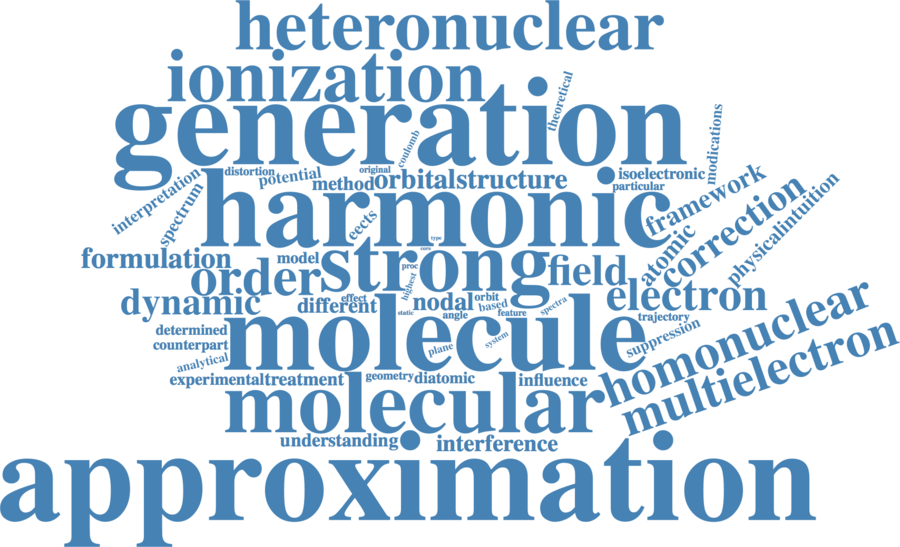 heteronuclear
ionization
theoretical
generation
coulomb
modications
distortion
original
isoelectronic
interpretation
potential
method
orbitalstructure
particular
framework
spectrum
harmonic
eects
type
core
correction
physicalintuition
atomic
formulation
model
order
strong
proc
field
highest
dynamic
different
effect
static
nodal
orbit
based
angle
feature
spectra
electron
trajectory
determined
counterpart
molecule
plane
system
suppression
homonuclear
analytical
experimentaltreatment
geometry
diatomic
influence
multielectron
molecular
understanding
interference
approximation